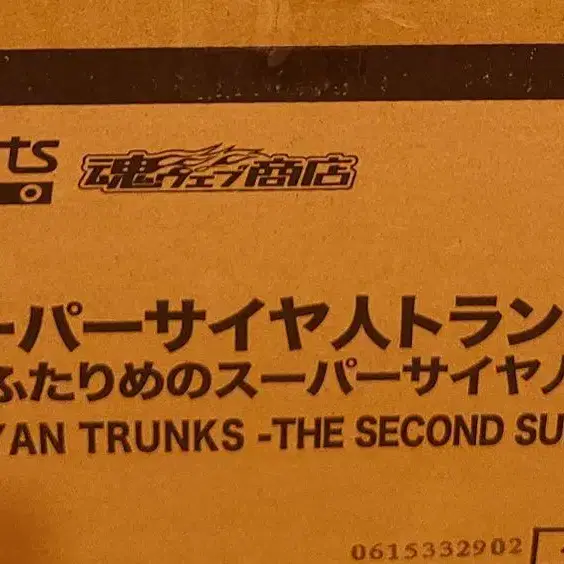 ts 魂ウェブ商店
ーパーサイヤ人トラン
ふたりめのスーパーサイヤ人
YAN TRUNKS -THE SECOND SU
0615332902